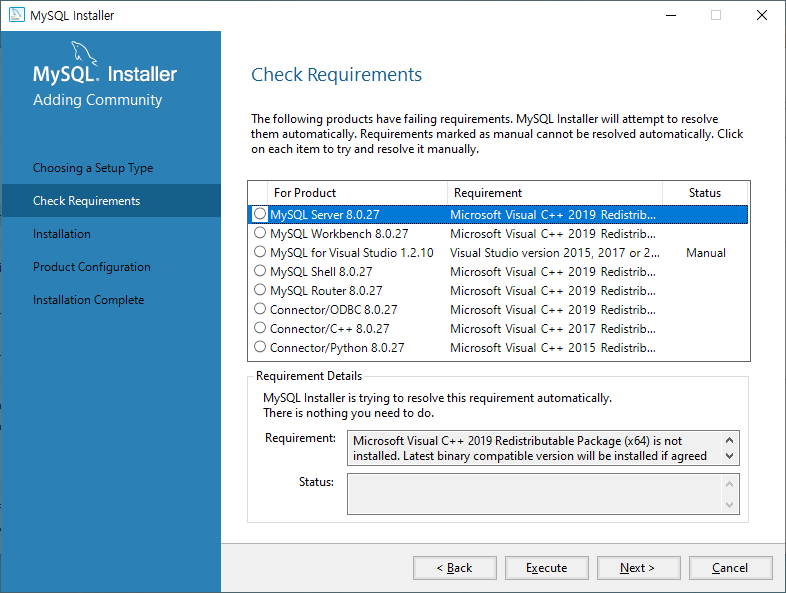 MySQL Installer
MySQL. Installer
Adding Community
Choosing a Setup Type
Check Requirements
Installation
Product Configuration
Installation Complete
Check Requirements
The following products have failing requirements. MySQL Installer will attempt to resolve
them automatically. Requirements marked as manual cannot be resolved automatically. Click
on each item to try and resolve it manually.
For Product Requirement Status
MySQL Server 8.0.27 Microsoft Visual C++ 2019 Redistrib...
MySQL Workbench 8.0.27 Microsoft Visual C++ 2019 Redistrib...
MySQL for Visual Studio 1.2.10 Visual Studio version 2015, 2017 or 2... Manual
MySQL Shell 8.0.27 Microsoft Visual C++ 2019 Redistrib...
MySQL Router 8.0.27 Microsoft Visual C++ 2019 Redistrib...
Connector/ODBC 8.0.27 Microsoft Visual C++ 2019 Redistrib...
Connector/C++ 8.0.27 Microsoft Visual C++ 2017 Redistrib...
Connector/Python 8.0.27 Microsoft Visual C++ 2015 Redistrib...
Requirement Details
MySQL Installer is trying to resolve this requirement automatically.
There is nothing you need to do.
Requirement: Microsoft Visual C++ 2019 Redistributable Package (x64) is not
installed. Latest binary compatible version will be installed if agreed
Status:
< Back Execute Next > Cancel